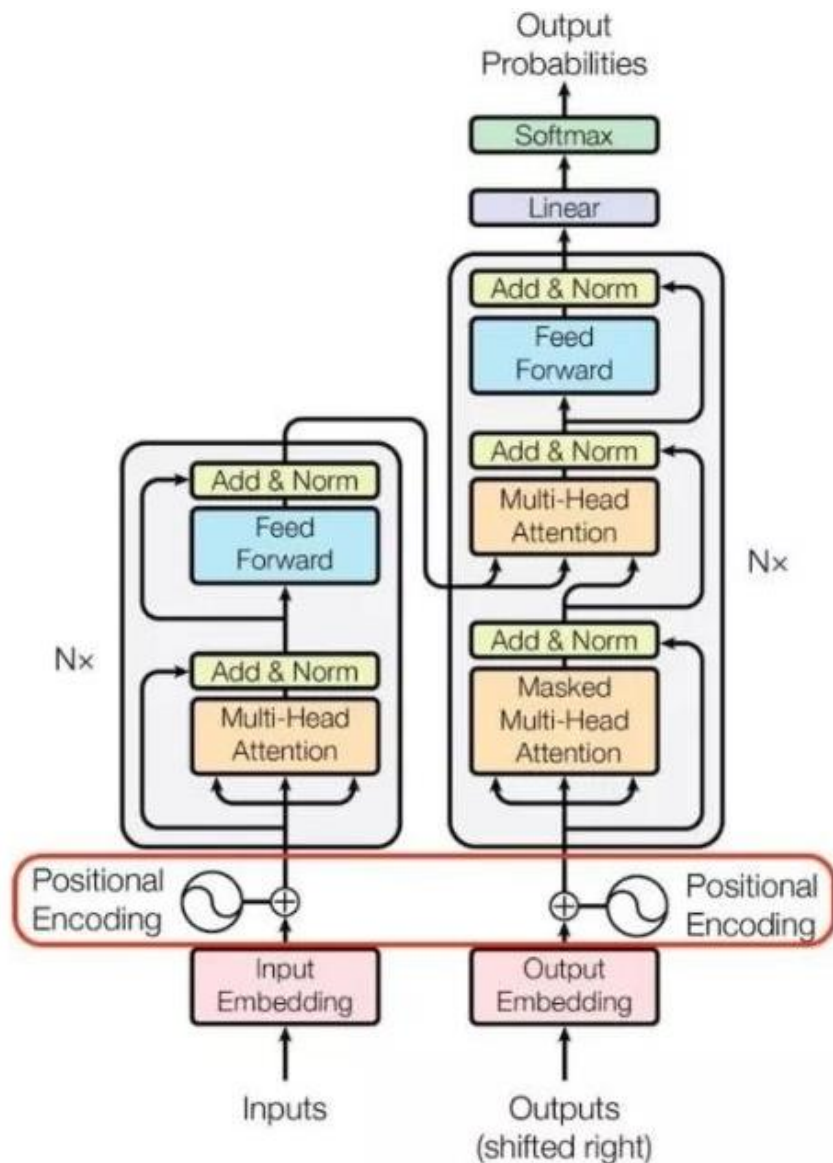 Output
Probabilities
Softmax
Linear
Add & Norm
Feed
Forward
Add & Norm
Multi-Head
Attention
Nx
Add & Norm
Masked
Multi-Head
Attention
Add & Norm
Feed
Forward
Nx
Add & Norm
Multi-Head
Attention
Positional
Encoding
Positional
Encoding
Input
Embedding
Output
Embedding
Inputs
Outputs
(shifted right)